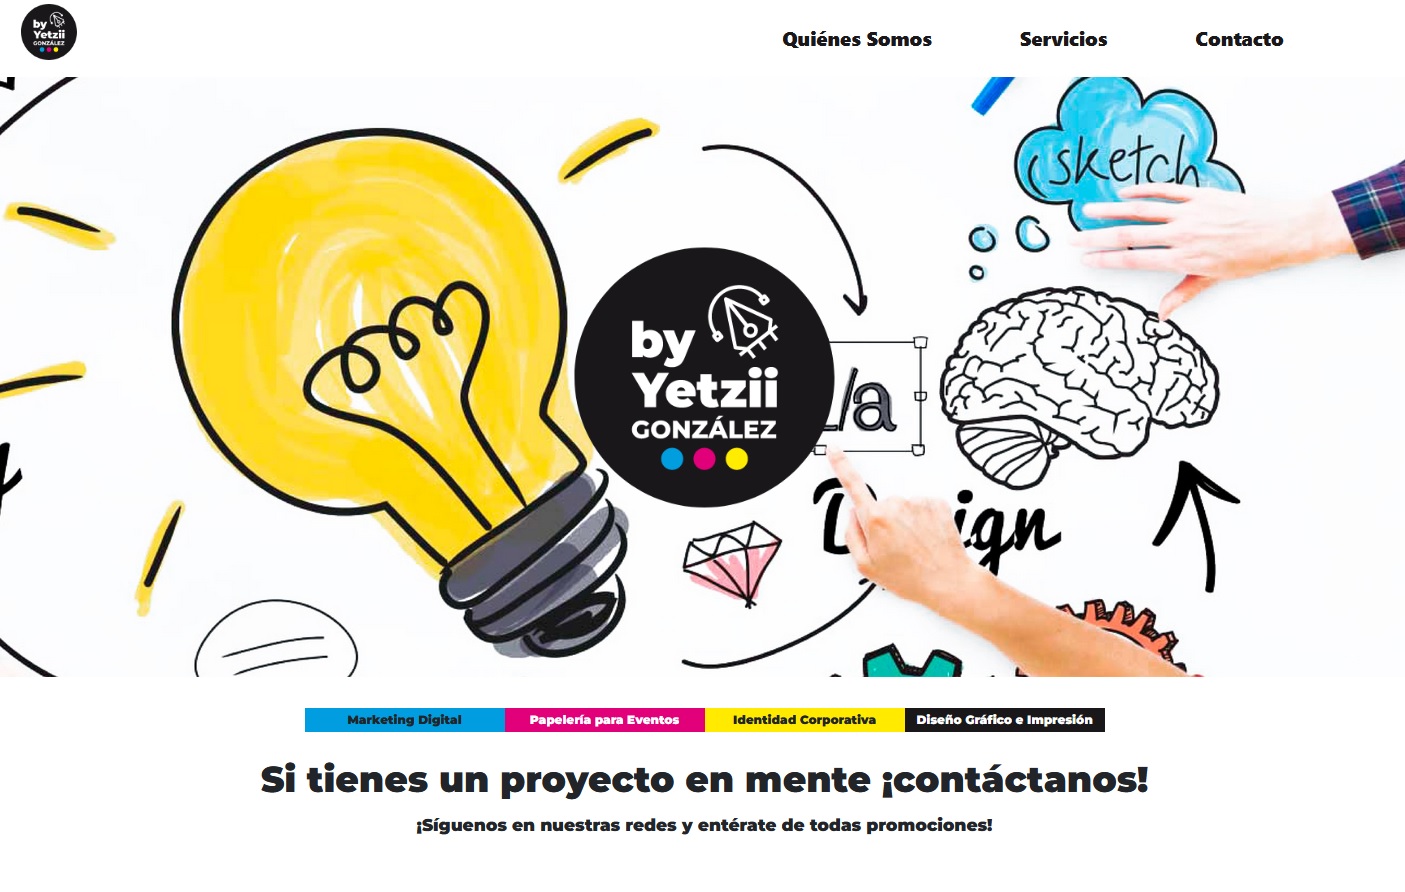 by
Yetzii
GONZÁLEZ
Quiénes Somos
Servicios
Contacto
sketch
by
Yetzii
GONZÁLEZ
/a
Marketing Digital
Papelería para Eventos
Identidad Corporativa
Diseño Gráfico e Impresión
Si tienes un proyecto en mente ¡contáctanos!
¡Síguenos en nuestras redes y entérate de todas promociones!